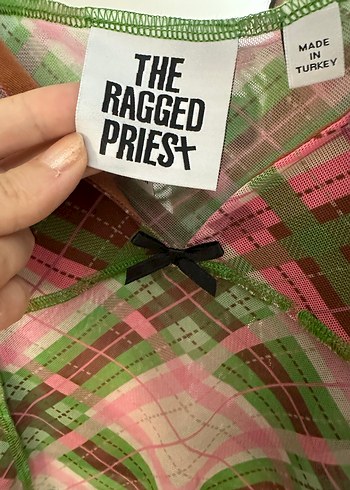 THE
RAGGED
PRIEST
MADE
IN
TURKEY